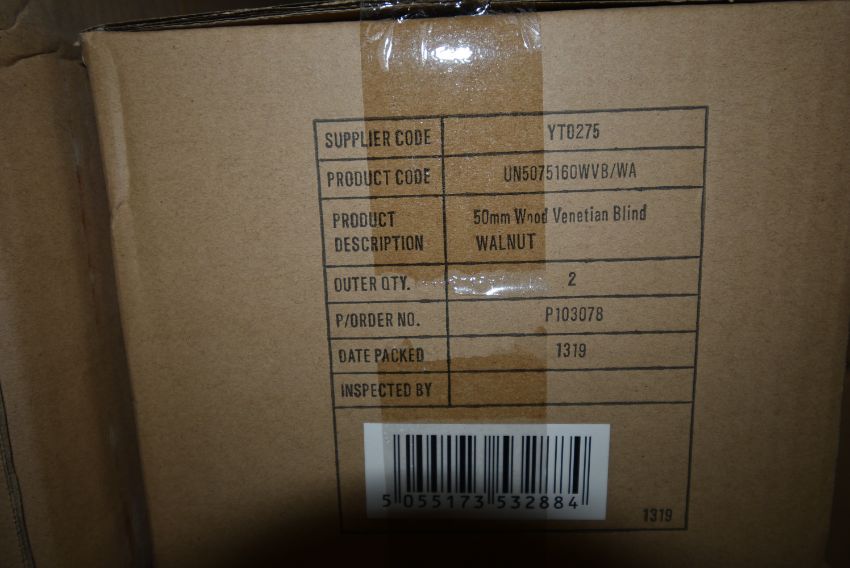 SUPPLIER CODE YT0275
PRODUCT CODE UN5075160WVB/WA
PRODUCT DESCRIPTION 50mm Wood Venetian Blind
WALNUT
OUTER QTY. 2
P/ORDER NO. P103078
DATE PACKED 1319
INSPECTED BY
5 055173 532884
1319